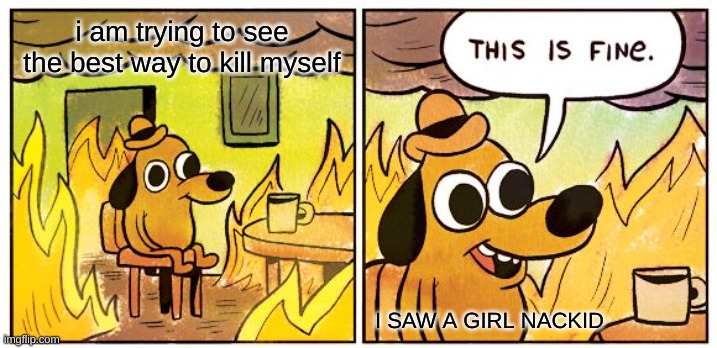 i am trying to see
the best way to kill myself
THIS IS FINE.
I SAW A GIRL NACKID
imgflip.com